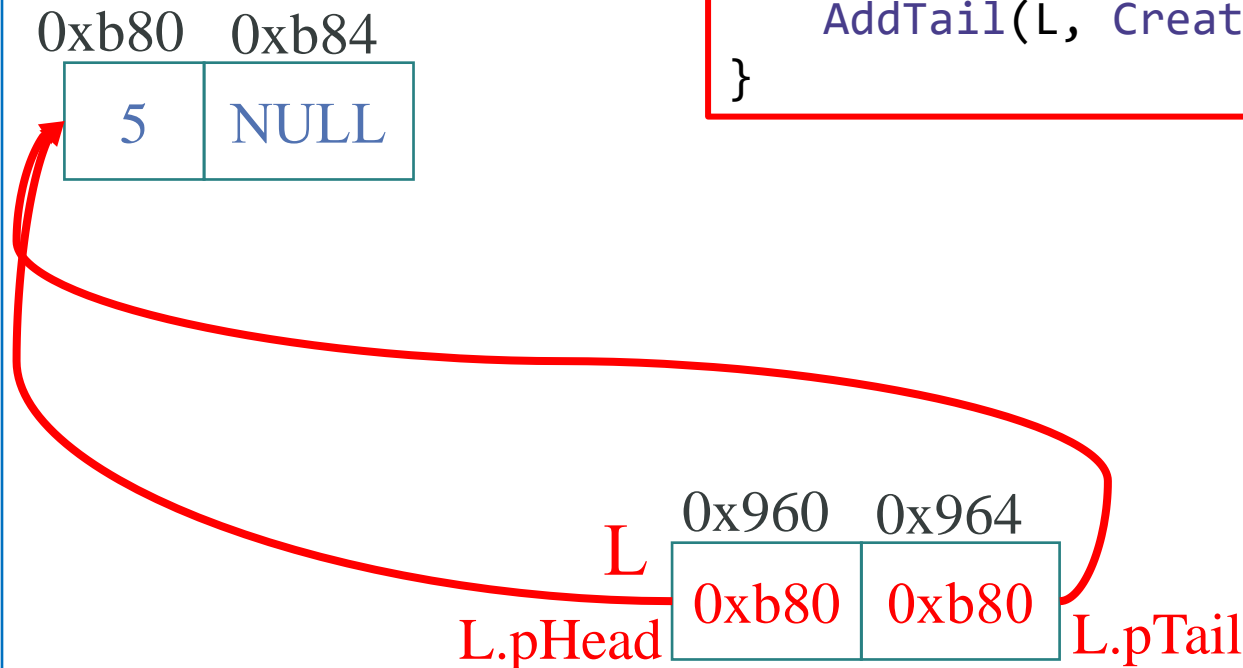 AddTail(L, Creat
}
0xb80 0xb84
5 NULL
0x960 0x964
L
0xb80 0xb80
L.pHead
L.pTail